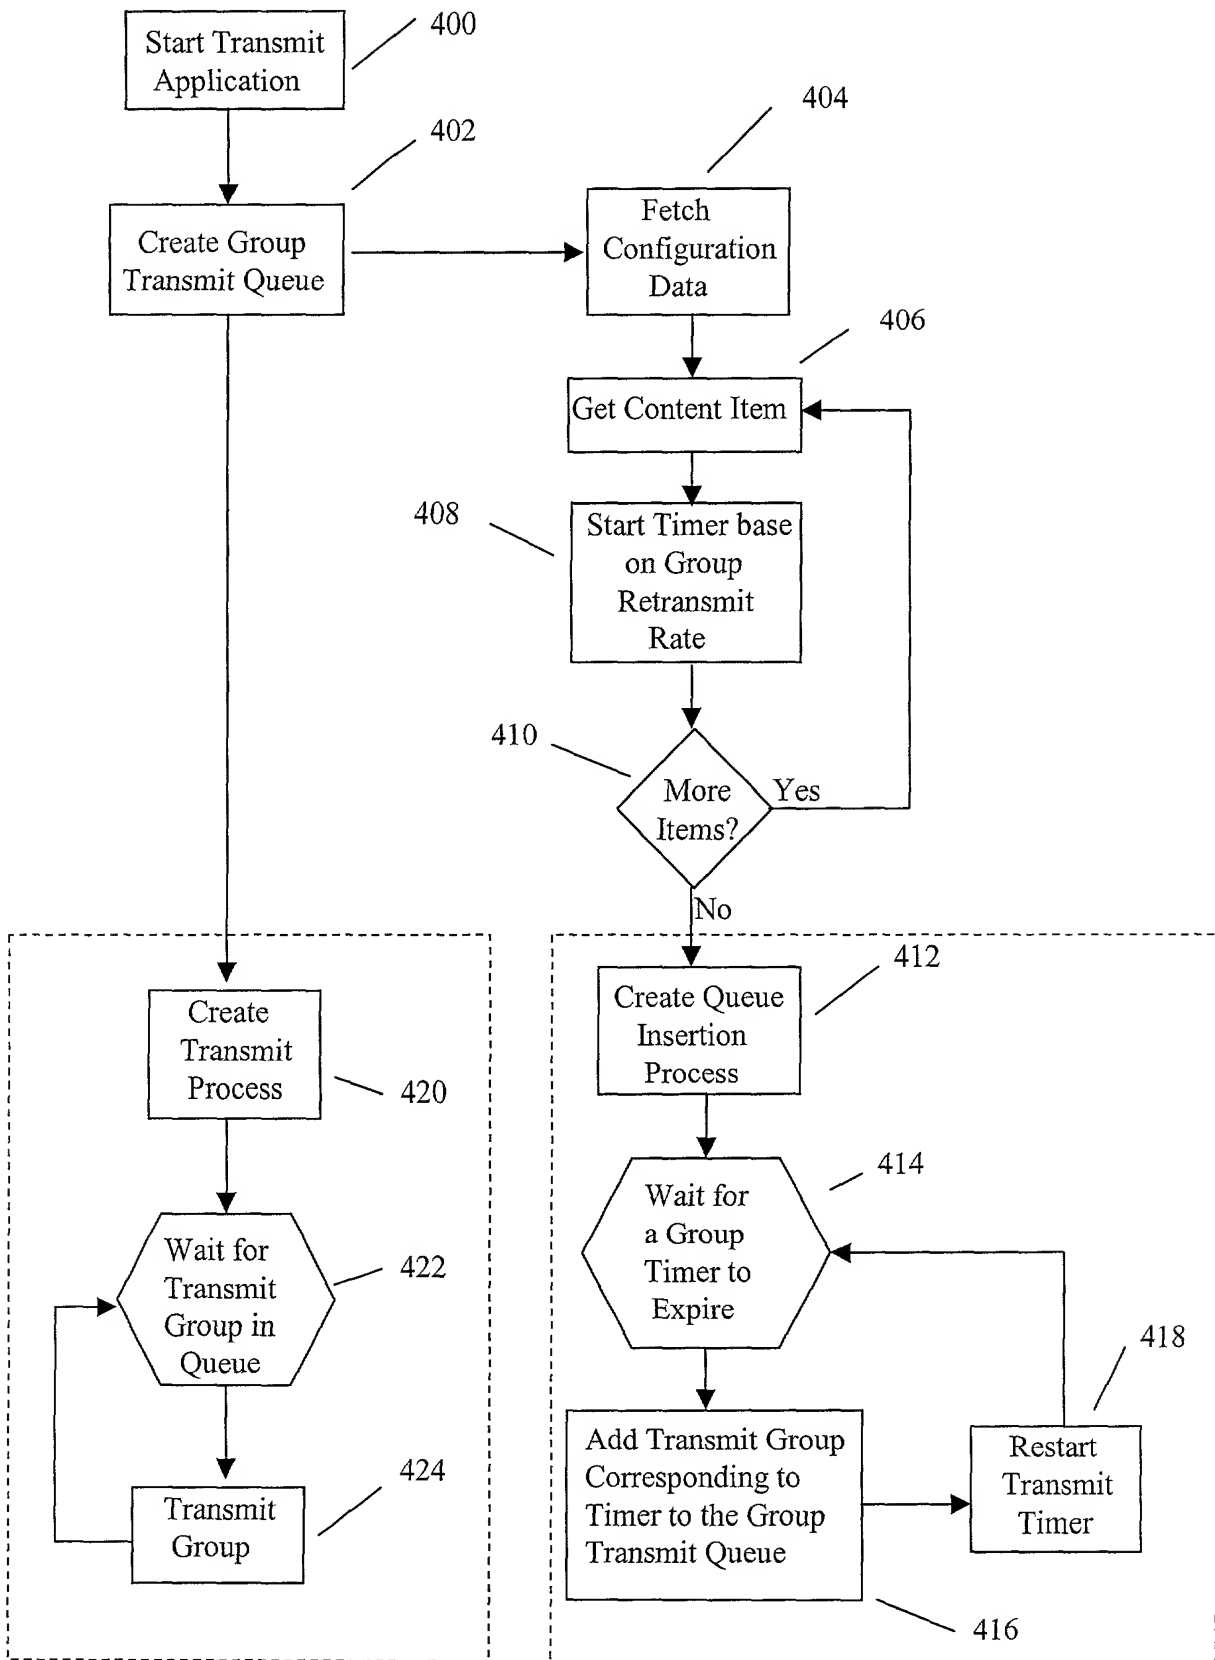 Start Transmit
Application
400
402
Create Group
Transmit Queue
404
Fetch
Configuration
Data
406
Get Content Item
408
Start Timer base
on Group
Retransmit
Rate
410
More
Items?
Yes
No
412
Create Queue
Insertion
Process
414
Wait for
a Group
Timer to
Expire
416
Add Transmit Group
Corresponding to
Timer to the Group
Transmit Queue
418
Restart
Transmit
Timer
Create
Transmit
Process
420
Wait for
Transmit
Group in
Queue
422
Transmit
Group
424